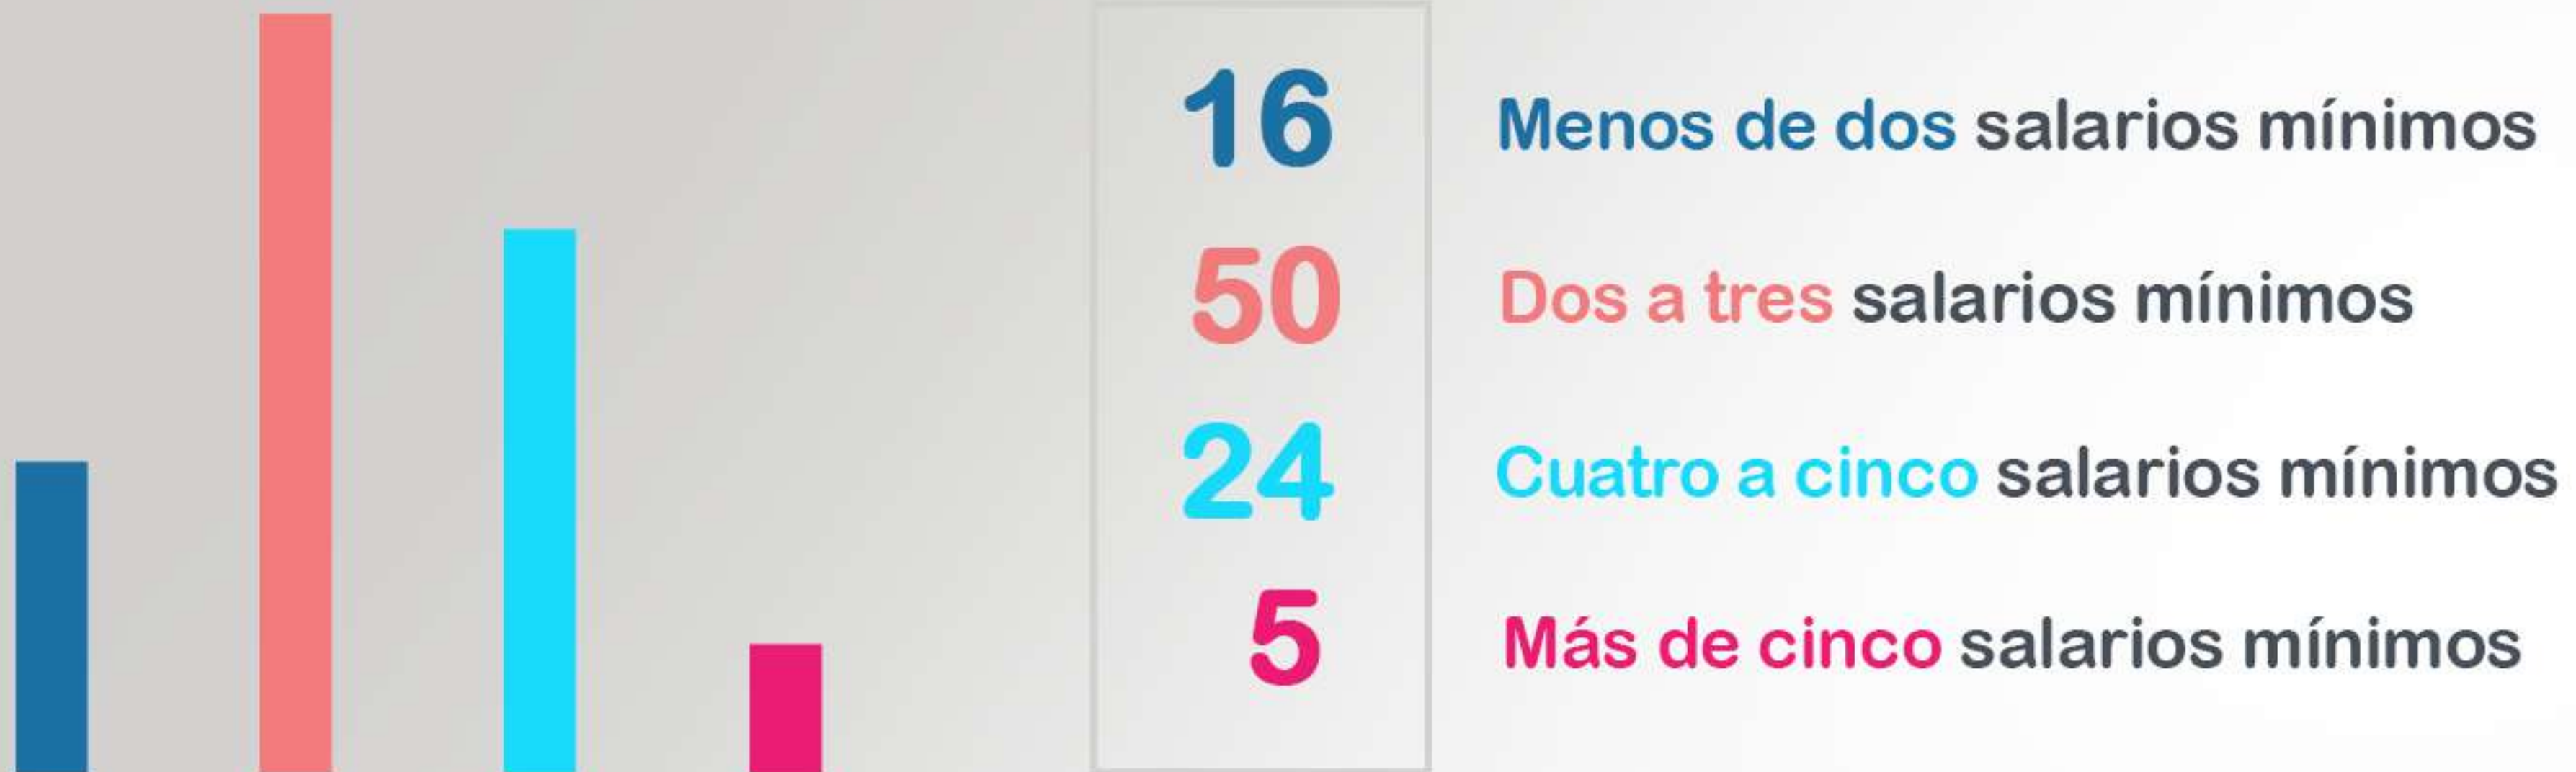 16 Menos de dos salarios mínimos
50 Dos a tres salarios mínimos
24 Cuatro a cinco salarios mínimos
5 Más de cinco salarios mínimos